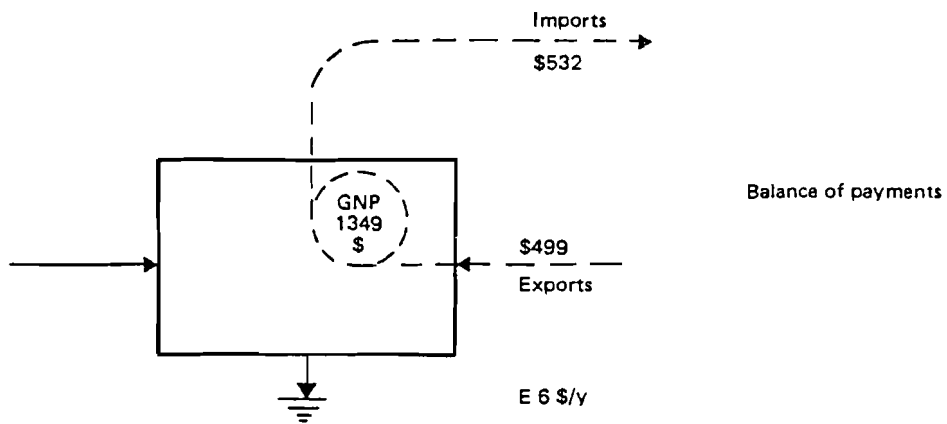 Imports
$532
GNP
1349
$
Balance of payments
$499
Exports
E 6 $/y